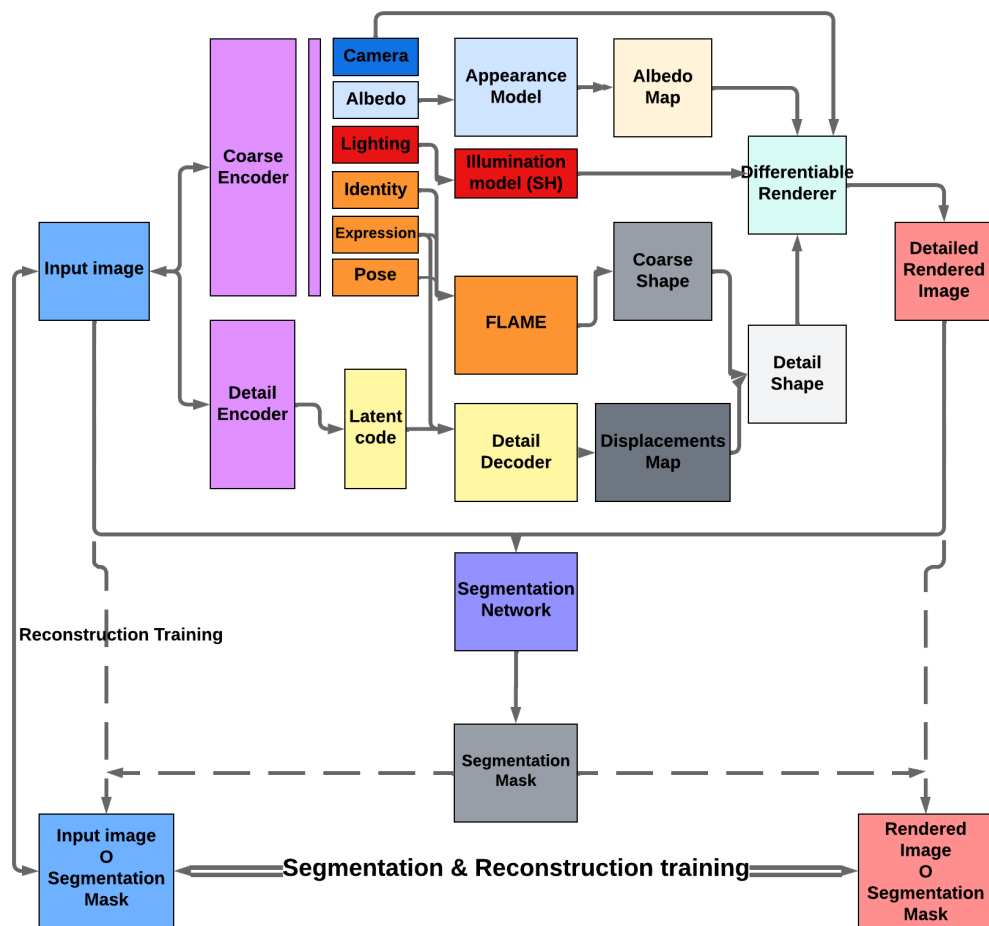 Camera
Albedo
Lighting
Identity
Expression
Pose
Coarse
Encoder
Appearance
Model
Albedo
Map
Illumination
model (SH)
Differentiable
Renderer
Input image
Coarse
Shape
Detailed
Rendered
Image
FLAME
Detail
Shape
Detail
Encoder
Latent
code
Detail
Decoder
Displacements
Map
Segmentation
Network
Reconstruction Training
Segmentation
Mask
Input image
O
Segmentation
Mask
Segmentation & Reconstruction training
Rendered
Image
O
Segmentation
Mask